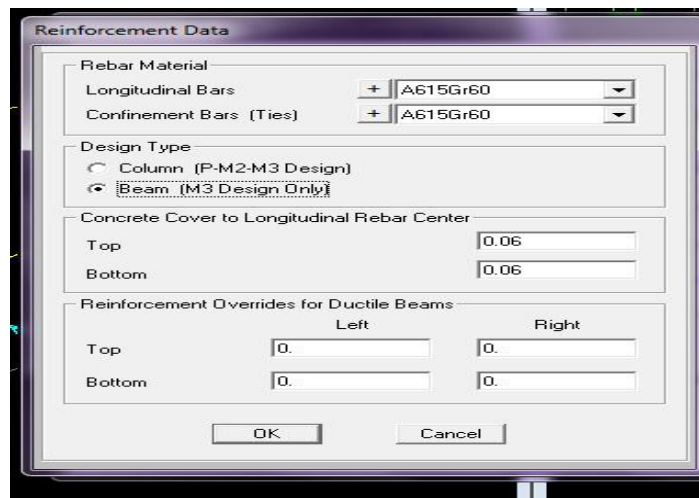 Reinforcement Data
Rebar Material
Longitudinal Bars + A615Gr60
Confinement Bars (Ties) + A615Gr60
Design Type
Column (P-M2-M3 Design)
Beam (M3 Design Only)
Concrete Cover to Longitudinal Rebar Center
Top 0.06
Bottom 0.06
Reinforcement Overrides for Ductile Beams
Left Right
Top 0. 0.
Bottom 0. 0.
OK Cancel